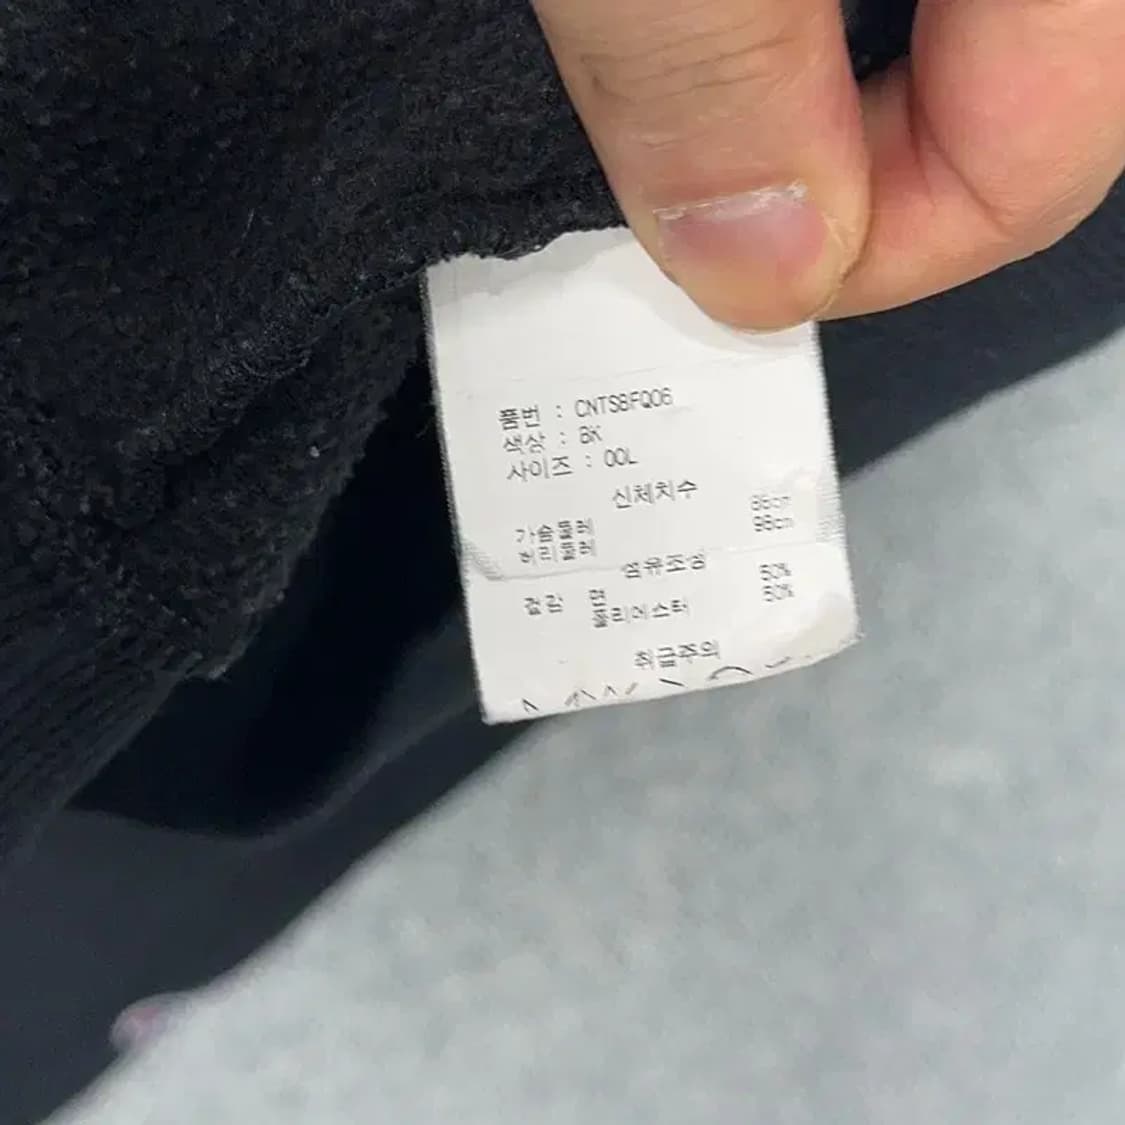 품번 : CNTS8FQ06
색상 : BK
사이즈 : 00L
신체치수
가슴둘레 86cm
허리둘레 98cm
섬유조성
겉감 면 50%
폴리에스터 50%
취급주의